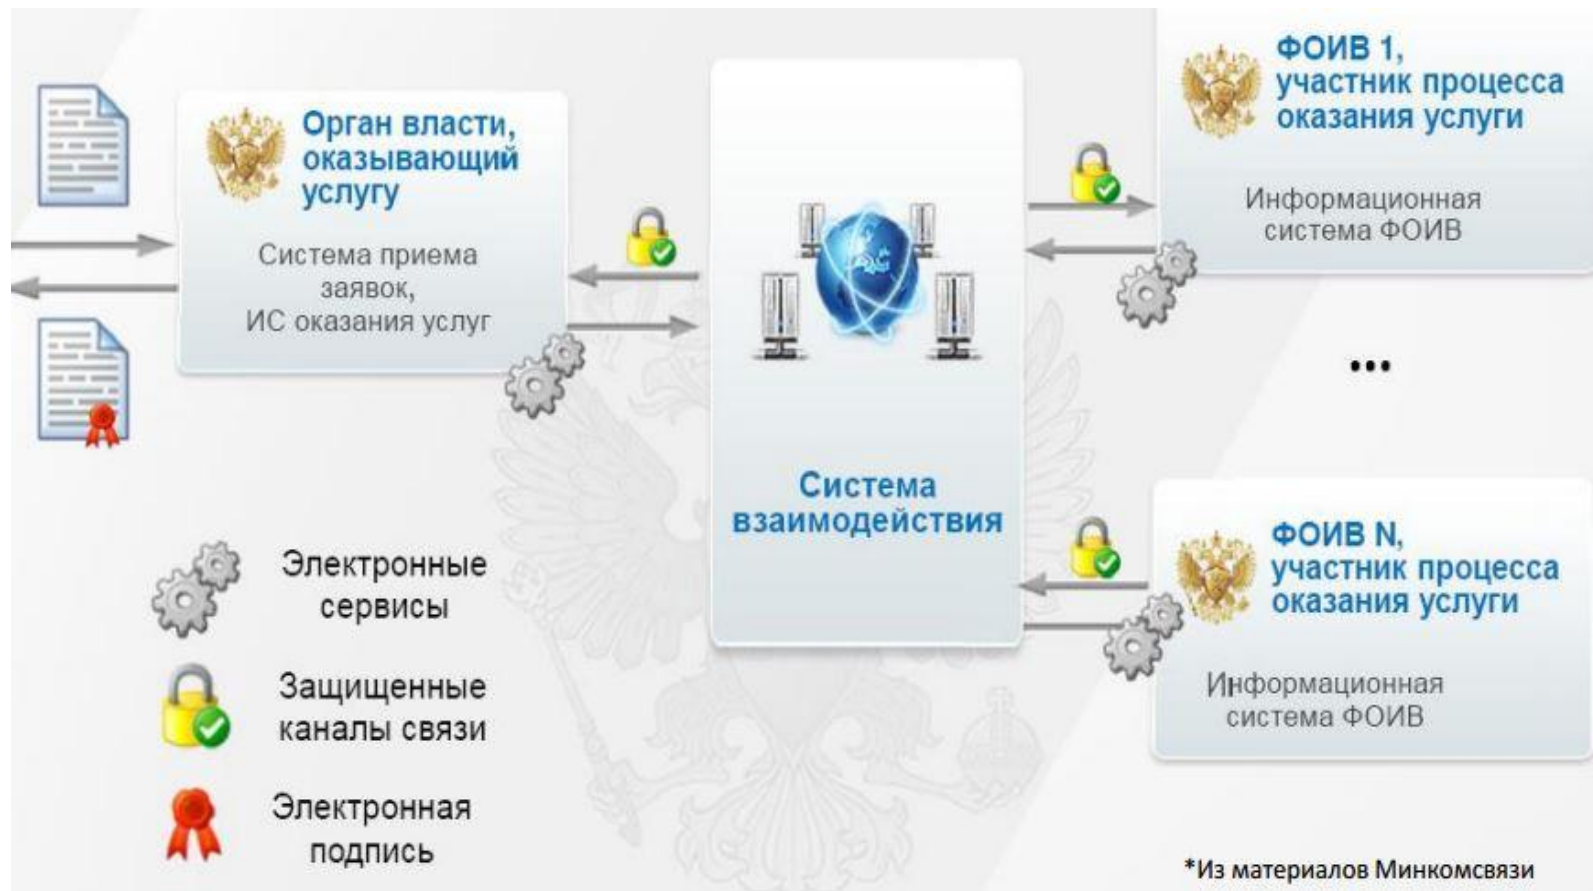 Орган власти,
оказывающий
услугу
Система приема
заявок,
ИС оказания услуг
Система
взаимодействия
ФОИВ 1,
участник процесса
оказания услуги
Информационная
система ФОИВ
...
ФОИВ N,
участник процесса
оказания услуги
Информационная
система ФОИВ
Электронные
сервисы
Защищенные
каналы связи
Электронная
подпись
*Из материалов Минкомсвязи